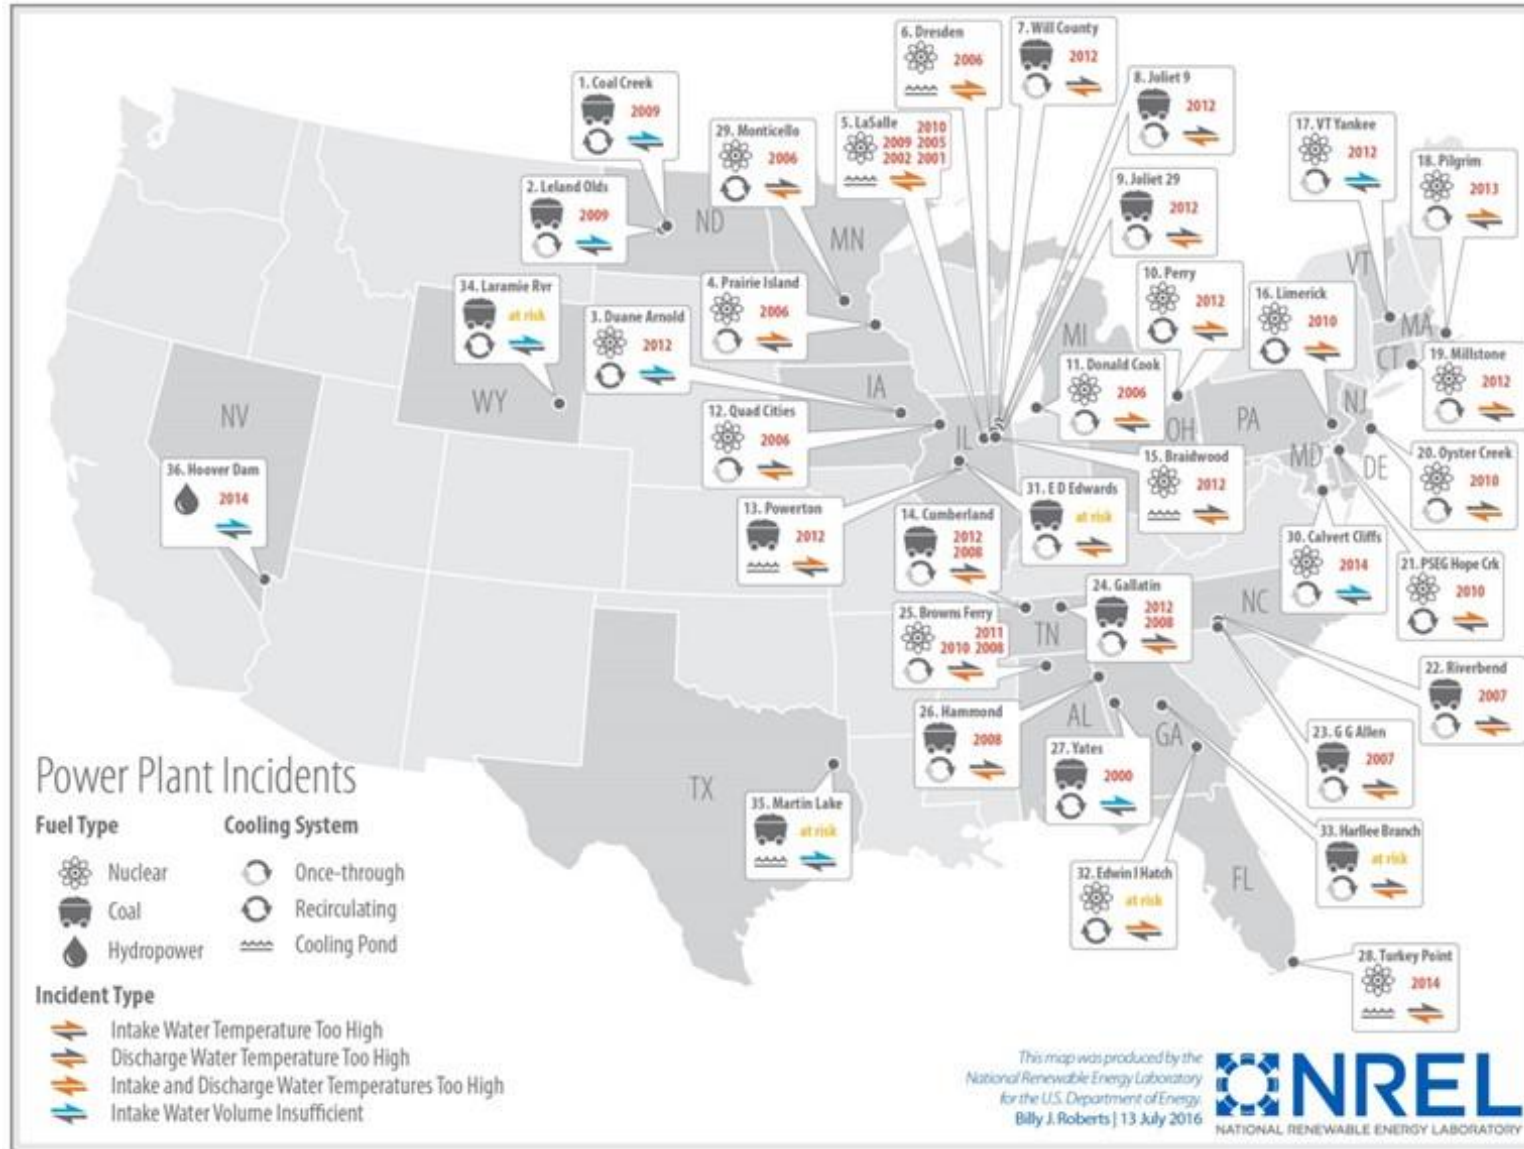 6. Dresden
2006
7. Will County
2012
1. Coal Creek
2009
8. Joliet 9
2012
29. Monticello
2006
5. LaSalle
2010
2009 2005
2002 2001
17. VT Yankee
2012
18. Pilgrim
2013
2. Leland Olds
2009
9. Joliet 29
2012
ND
MN
VT
34. Laramie Rvr
at risk
4. Prairie Island
2006
10. Perry
2012
16. Limerick
2010
3. Duane Arnold
2012
MI
MA
CT
11. Donald Cook
2006
19. Millstone
2012
NV
WY
IA
12. Quad Cities
2006
IL
OH
PA
NJ
MD
DE
36. Hoover Dam
2014
15. Braidwood
2012
20. Oyster Creek
2010
13. Powerton
2012
31. E D Edwards
at risk
14. Cumberland
2012
2008
30. Calvert Cliffs
2014
21. PSEG Hope Crk
2010
24. Gallatin
2012
2008
25. Browns Ferry
2011
2010 2008
TN
NC
22. Riverbend
2007
26. Hammond
2008
AL
GA
27. Yates
2000
23. G G Allen
2007
TX
35. Martin Lake
at risk
33. Harllee Branch
at risk
32. Edwin I Hatch
at risk
FL
28. Turkey Point
2014
Power Plant Incidents
Fuel Type
Nuclear
Coal
Hydropower
Cooling System
Once-through
Recirculating
Cooling Pond
Incident Type
Intake Water Temperature Too High
Discharge Water Temperature Too High
Intake and Discharge Water Temperatures Too High
Intake Water Volume Insufficient
This map was produced by the
National Renewable Energy Laboratory
for the U.S. Department of Energy.
Billy J. Roberts | 13 July 2016
NREL
NATIONAL RENEWABLE ENERGY LABORATORY